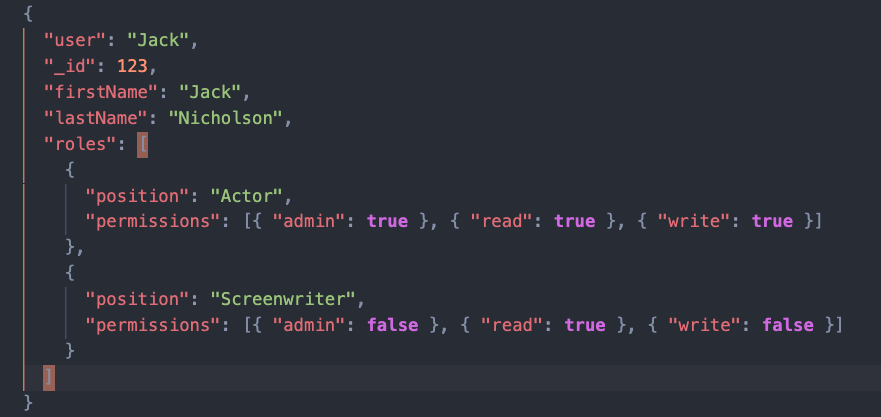 {
  "user": "Jack",
  "_id": 123,
  "firstName": "Jack",
  "lastName": "Nicholson",
  "roles": [
    {
      "position": "Actor",
      "permissions": [{ "admin": true }, { "read": true }, { "write": true }]
    },
    {
      "position": "Screenwriter",
      "permissions": [{ "admin": false }, { "read": true }, { "write": false }]
    }
  ]
}